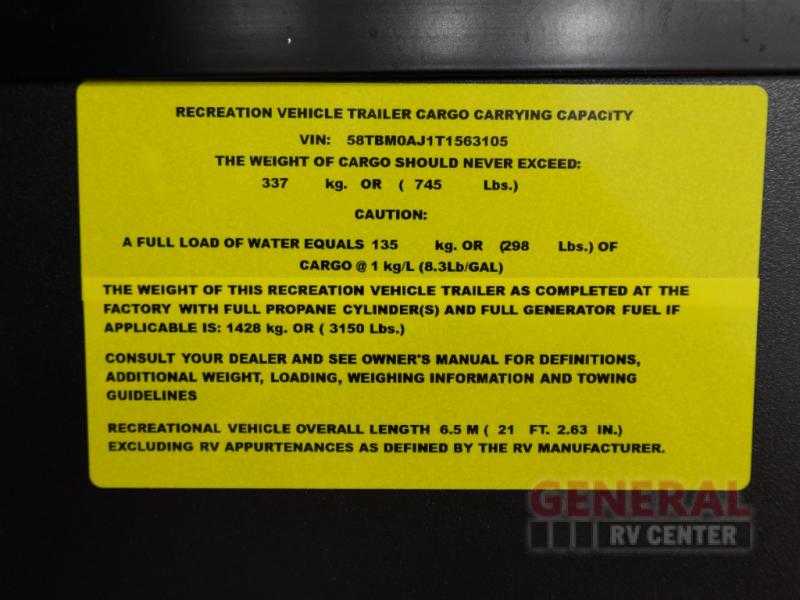 RECREATION VEHICLE TRAILER CARGO CARRYING CAPACITY
VIN: 58TBM0AJ1T1563105
THE WEIGHT OF CARGO SHOULD NEVER EXCEED:
337 kg. OR ( 745 Lbs.)
CAUTION:
A FULL LOAD OF WATER EQUALS 135 kg. OR (298 Lbs.) OF
CARGO @ 1 kg/L (8.3Lb/GAL)
THE WEIGHT OF THIS RECREATION VEHICLE TRAILER AS COMPLETED AT THE
FACTORY WITH FULL PROPANE CYLINDER(S) AND FULL GENERATOR FUEL IF
APPLICABLE IS: 1428 kg. OR ( 3150 Lbs.)
CONSULT YOUR DEALER AND SEE OWNER'S MANUAL FOR DEFINITIONS,
ADDITIONAL WEIGHT, LOADING, WEIGHING INFORMATION AND TOWING
GUIDELINES
RECREATIONAL VEHICLE OVERALL LENGTH 6.5 M ( 21 FT. 2.63 IN.)
EXCLUDING RV APPURTENANCES AS DEFINED BY THE RV MANUFACTURER.
GENERAL
RV CENTER